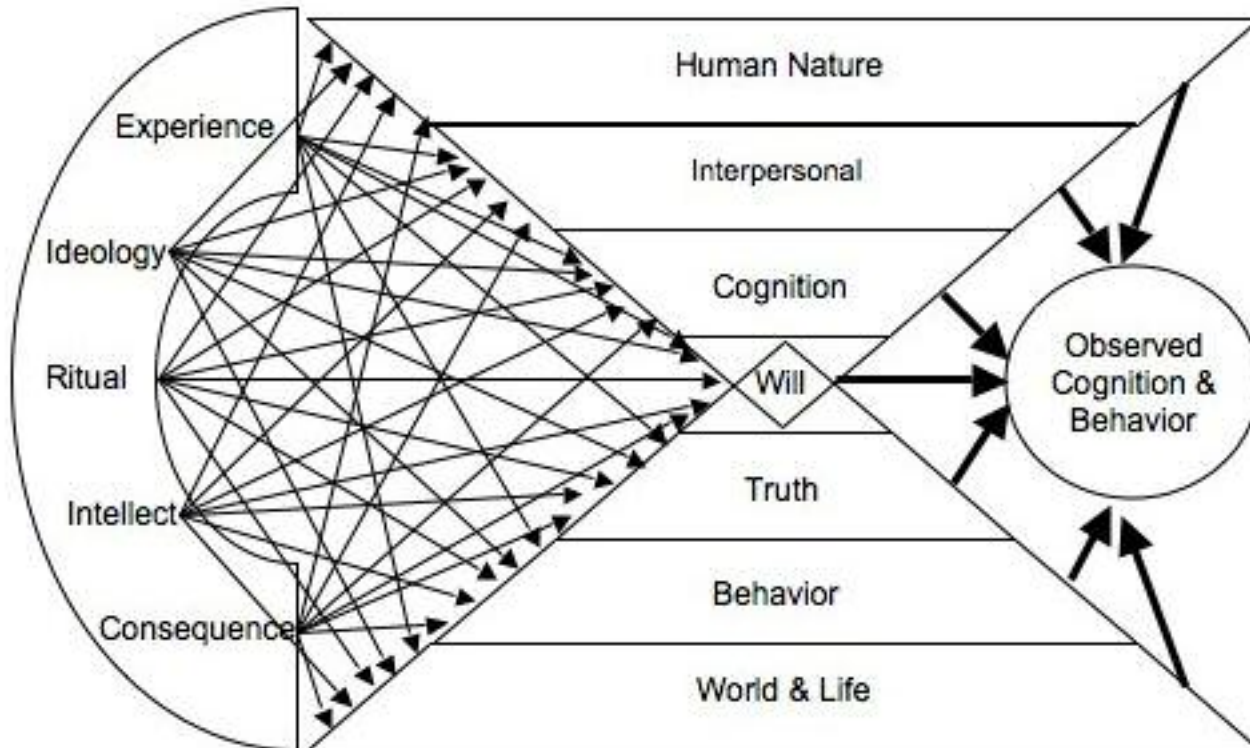 Experience
Ideology
Ritual
Intellect
Consequence
Human Nature
Interpersonal
Cognition
Will
Truth
Behavior
World & Life
Observed
Cognition &
Behavior